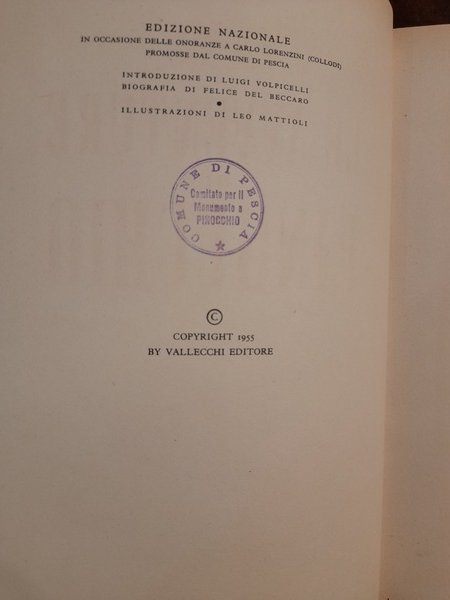 EDIZIONE NAZIONALE
IN OCCASIONE DELLE ONORANZE A CARLO LORENZINI (COLLODI)
PROMOSSE DAL COMUNE DI PESCIA
INTRODUZIONE DI LUIGI VOLPICELLI
BIOGRAFIA DI FELICE DEL BECCARO
ILLUSTRAZIONI DI LEO MATTIOLI
COMUNE DI PESCIA
Comitato per il
Monumento a
PINOCCHIO
©
COPYRIGHT 1955
BY VALLECCHI EDITORE